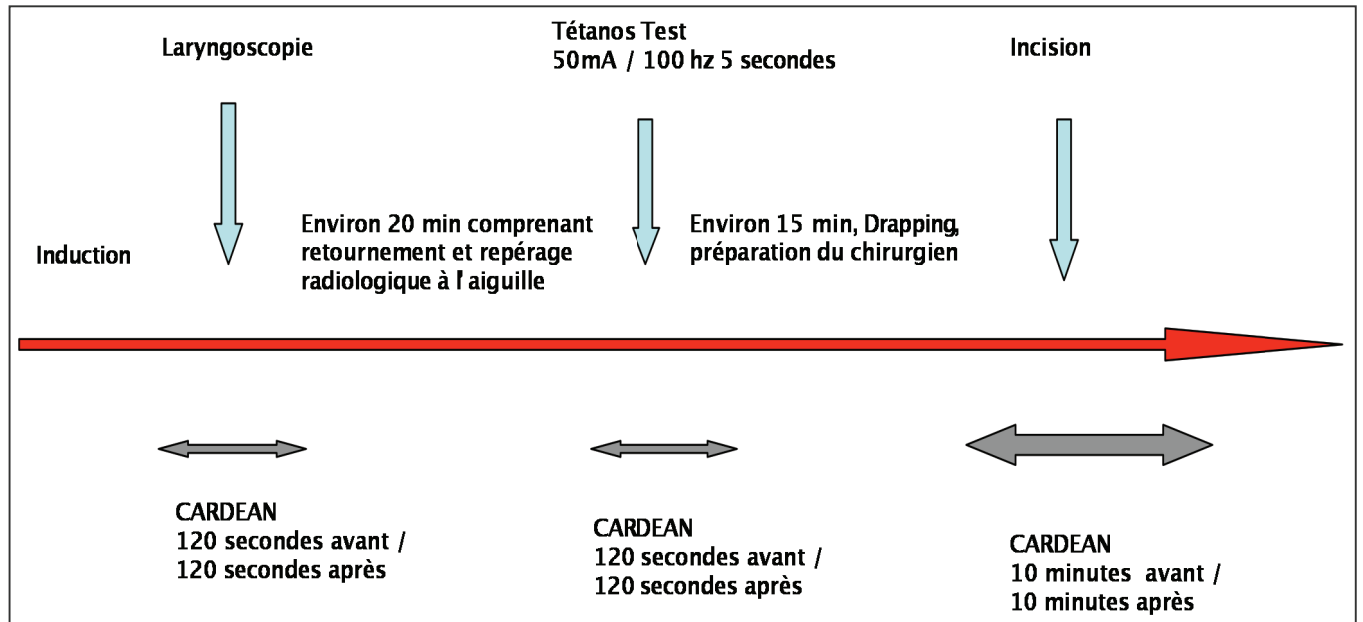 Laryngoscopie
Tétanos Test
50mA / 100 hz 5 secondes
Incision
Induction
Environ 20 min comprenant
retournement et repérage
radiologique à l'aiguille
Environ 15 min, Drapping,
préparation du chirurgien
CARDEAN
120 secondes avant /
120 secondes après
CARDEAN
120 secondes avant /
120 secondes après
CARDEAN
10 minutes avant /
10 minutes après